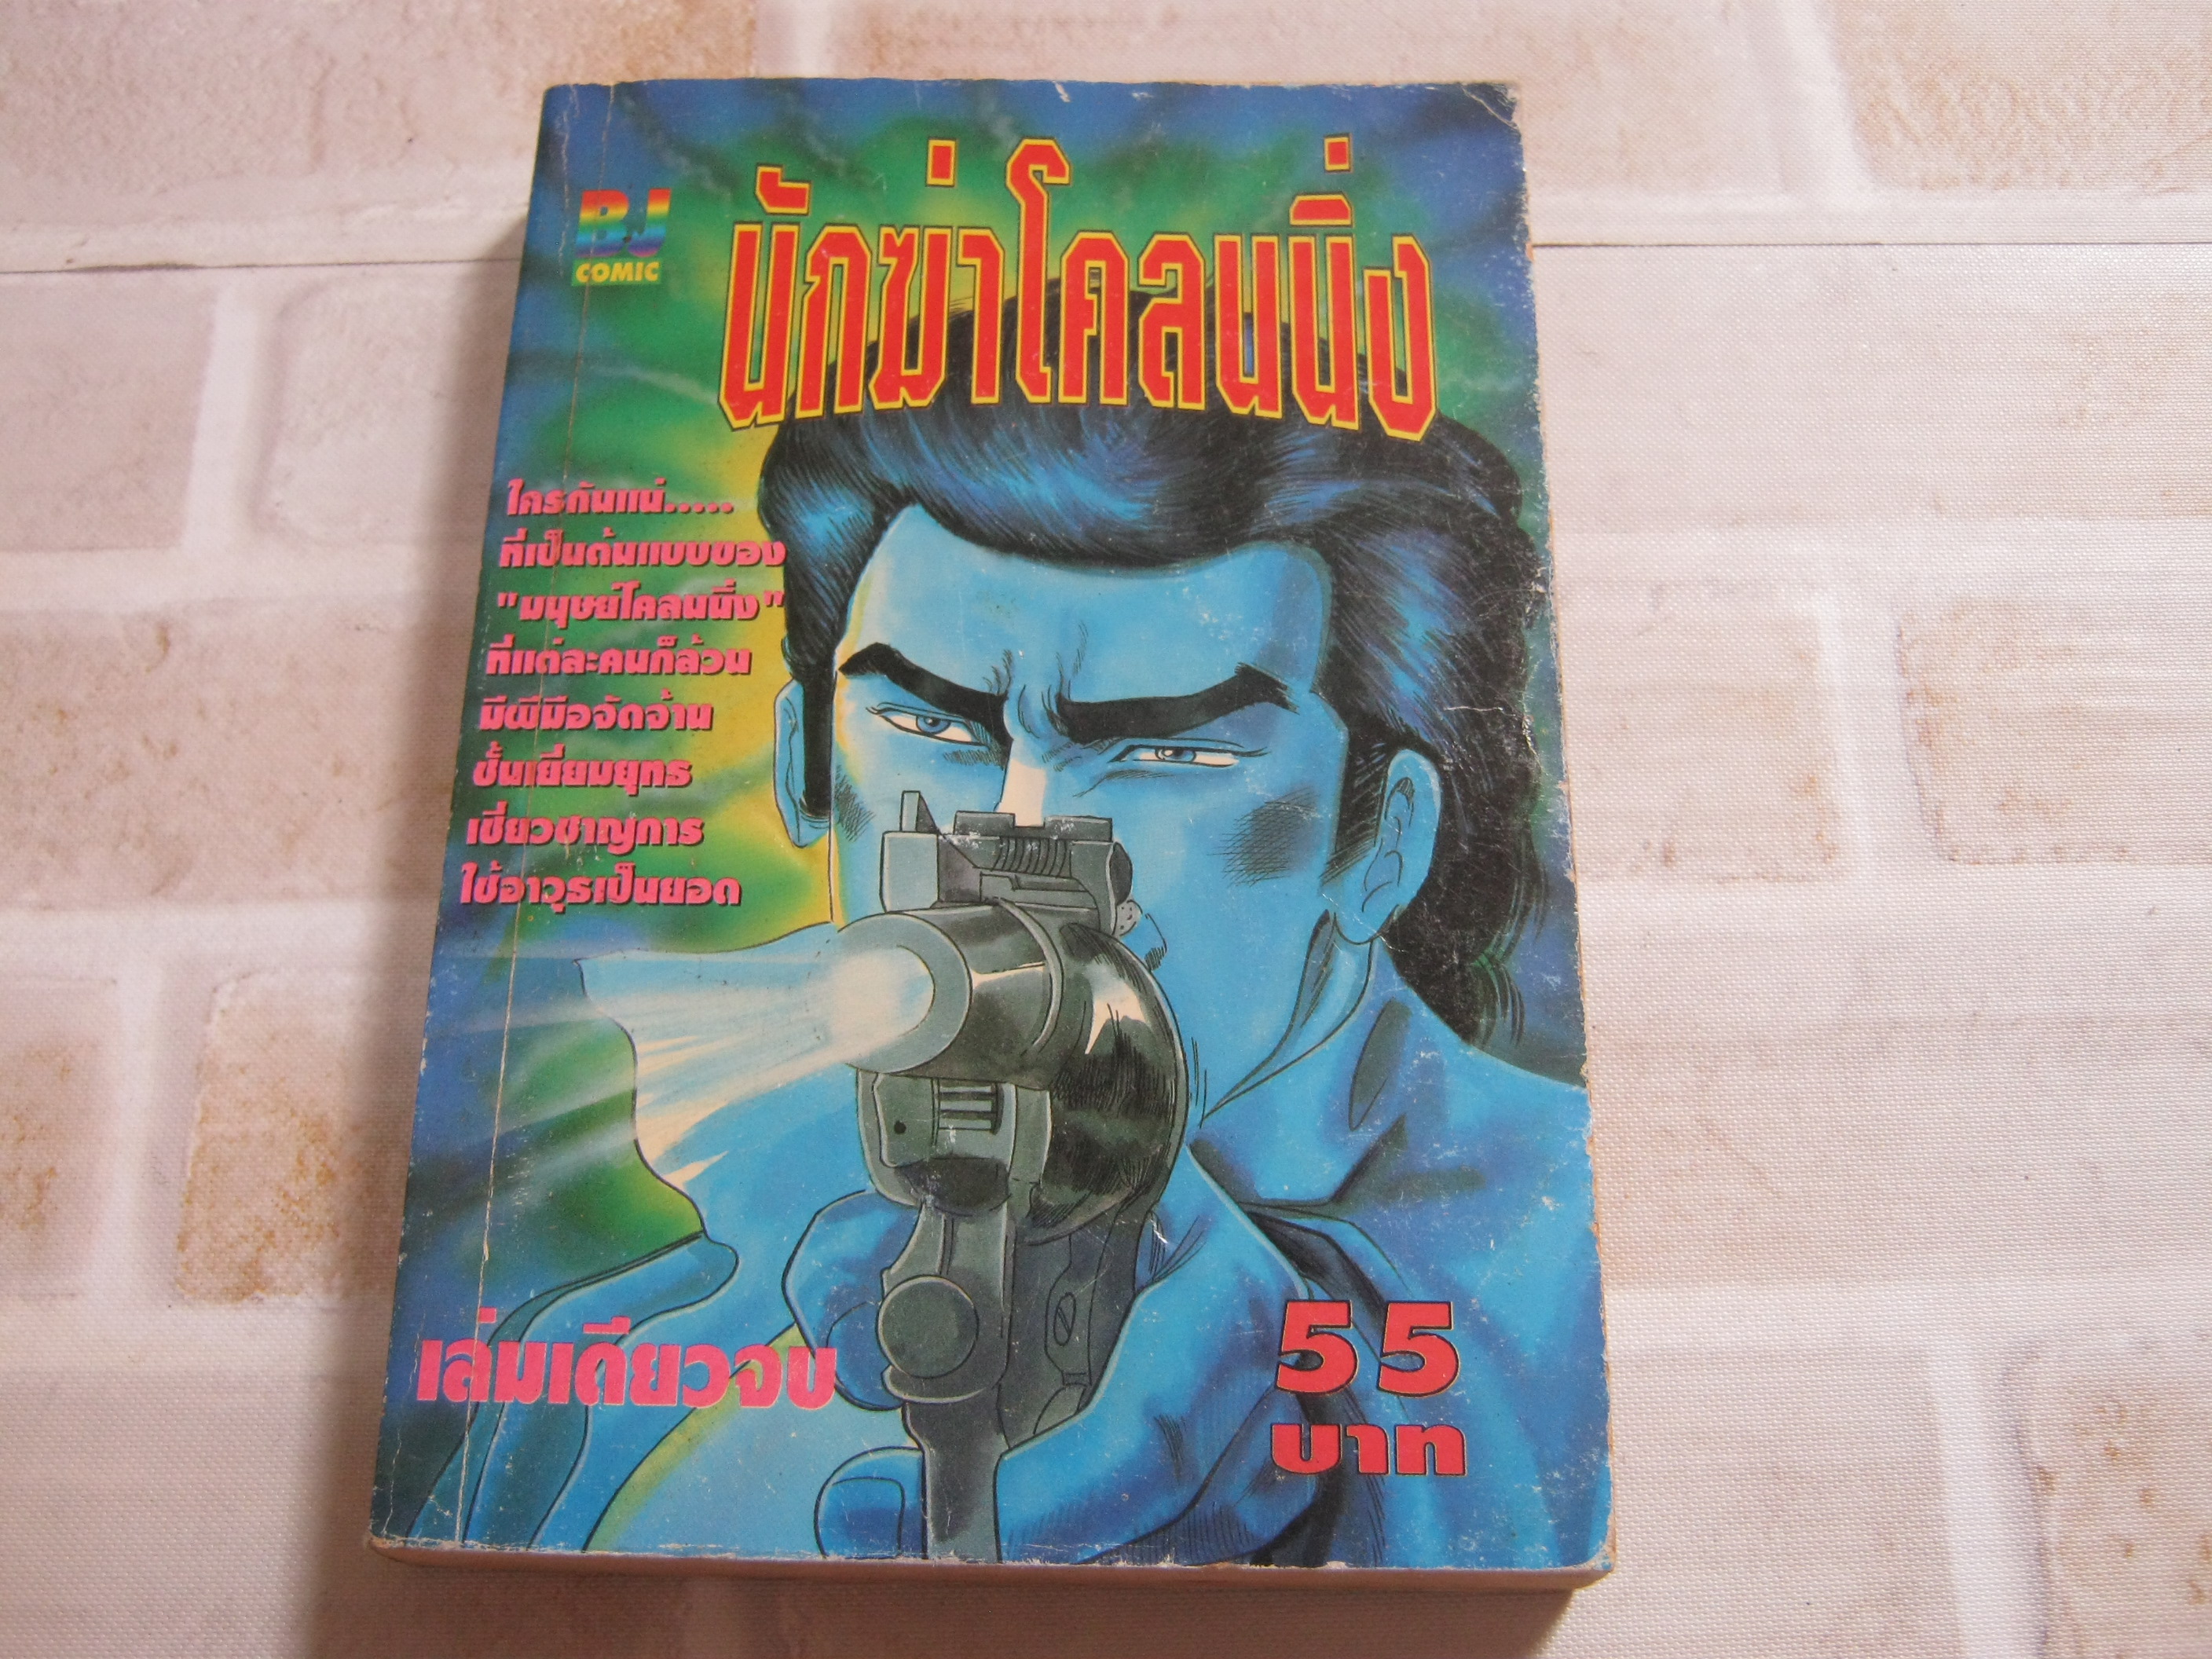 BJ
COMIC
นักฆ่าโคลนนิ่ง
ใครกันแน่.....
ที่เป็นต้นแบบของ
"มนุษย์โคลนนิ่ง"
ที่แต่ละคนก็ล้วน
มีฝีมือจัดจ้าน
ชั้นเยี่ยมยุทธ
เชี่ยวชาญการ
ใช้อาวุธเป็นยอด
เล่มเดียวจบ
55
บาท